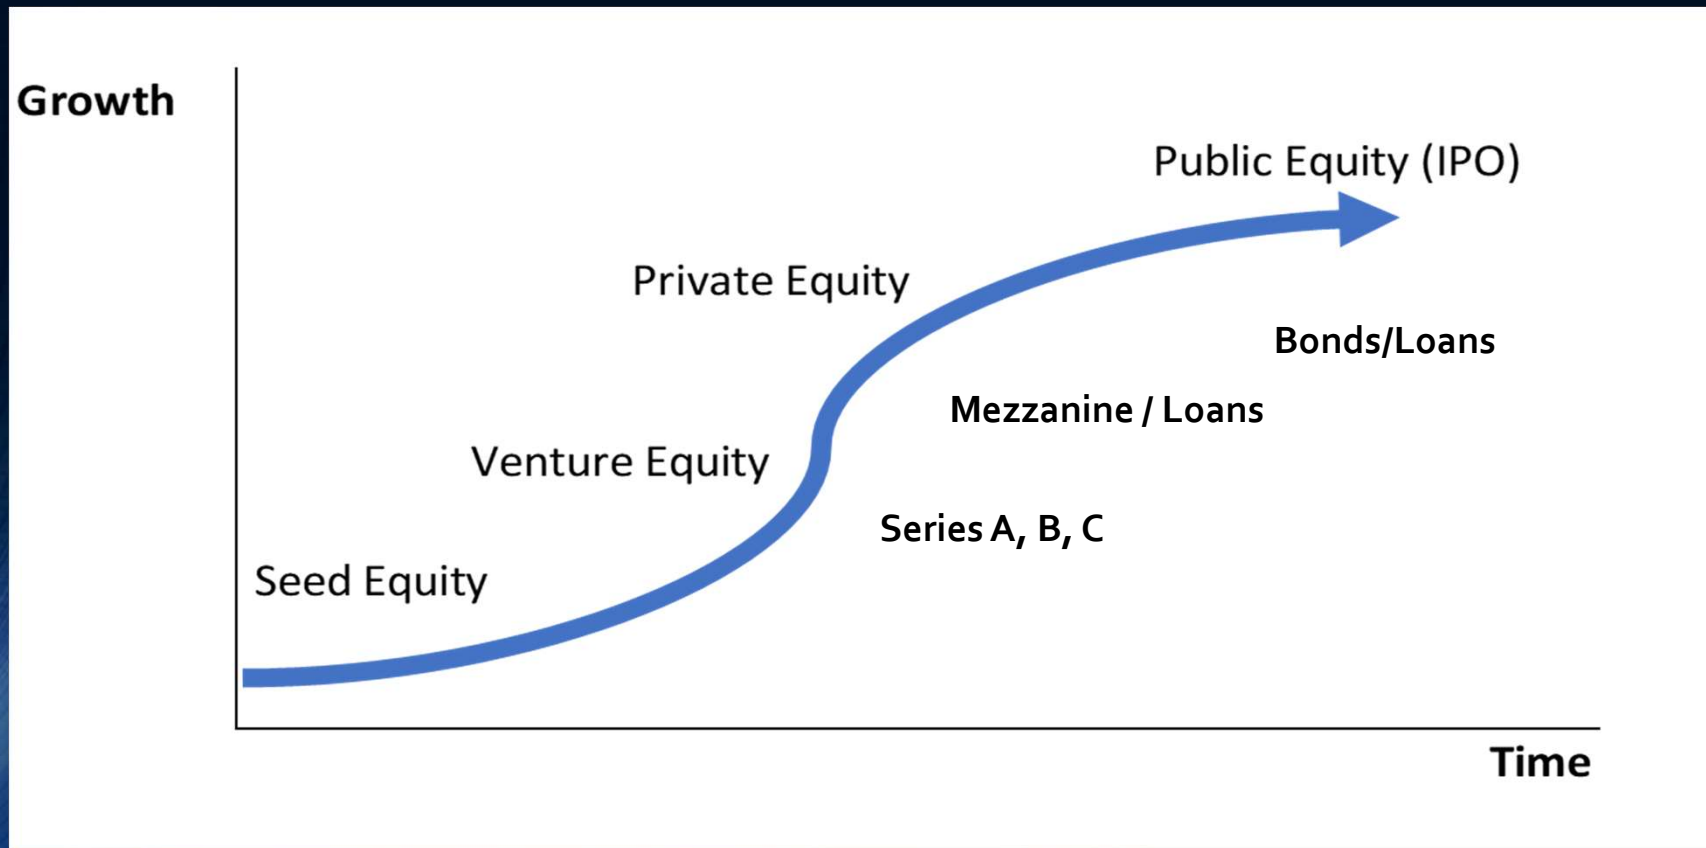 Growth
Public Equity (IPO)
Private Equity
Bonds/Loans
Mezzanine / Loans
Venture Equity
Series A, B, C
Seed Equity
Time